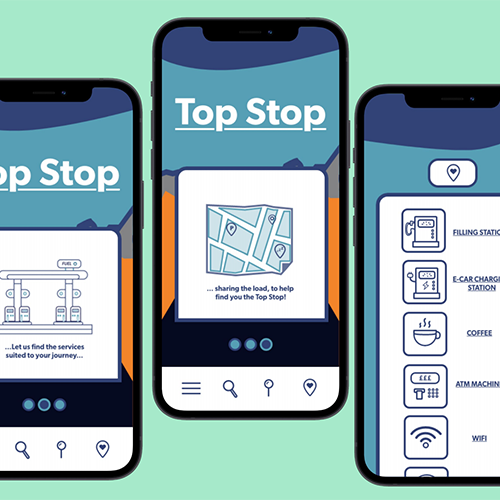 op Stop
FUEL
...Let us find the services
suited to your journey...
Top Stop
P
... sharing the load, to help
find you the Top Stop!
FILLING STATIO
E-CAR CHARGI
STATION
COFFEE
£££
ATM MACHIN
WIFI